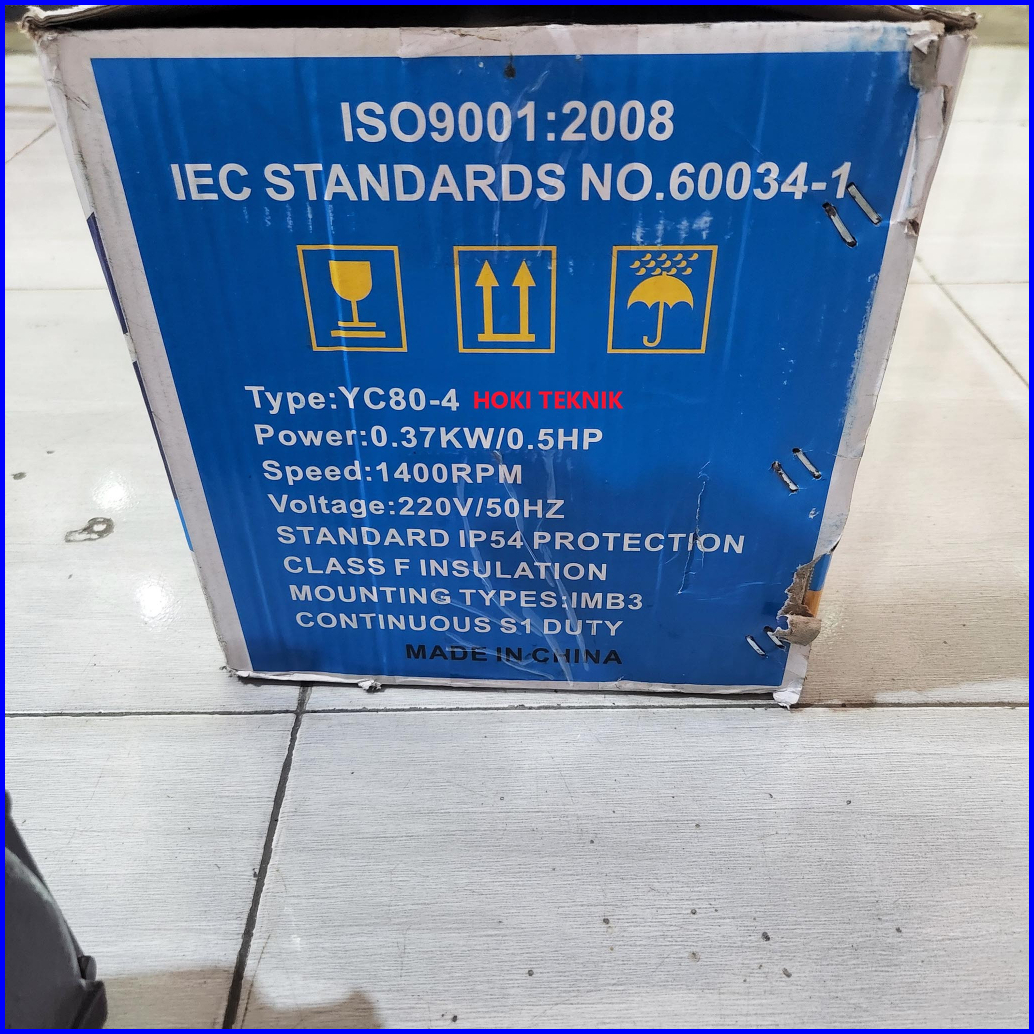 ISO9001:2008
IEC STANDARDS NO.60034-1
Type:YC80-4 HOKI TEKNIK
Power:0.37KW/0.5HP
Speed:1400RPM
Voltage:220V/50HZ
STANDARD IP54 PROTECTION
CLASS F INSULATION
MOUNTING TYPES:IMB3
CONTINUOUS S1 DUTY
MADE IN CHINA